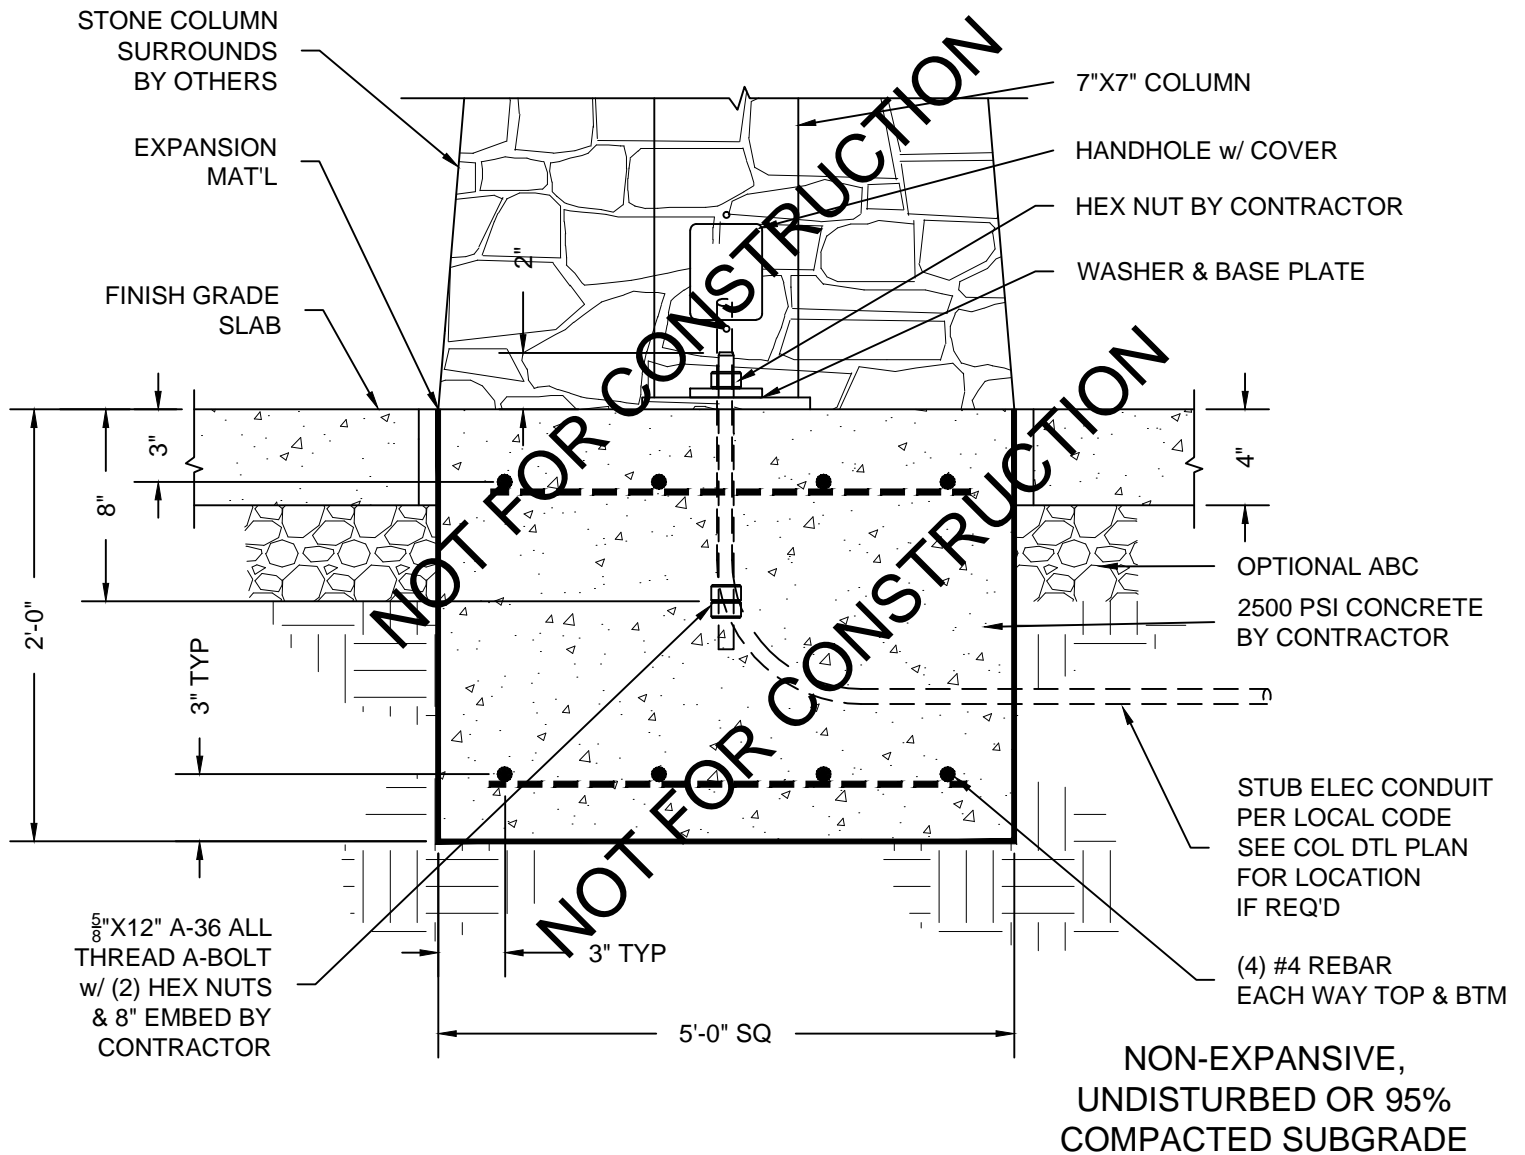 STONE COLUMN
SURROUNDS
BY OTHERS
EXPANSION
MAT'L
FINISH GRADE
SLAB
7"X7" COLUMN
HANDHOLE w/ COVER
HEX NUT BY CONTRACTOR
WASHER & BASE PLATE
2"
3"
8"
2'-0"
3" TYP
4"
NOT FOR CONSTRUCTION
NOT FOR CONSTRUCTION
OPTIONAL ABC
2500 PSI CONCRETE
BY CONTRACTOR
STUB ELEC CONDUIT
PER LOCAL CODE
SEE COL DTL PLAN
FOR LOCATION
IF REQ'D
(4) #4 REBAR
EACH WAY TOP & BTM
5/8"X12" A-36 ALL
THREAD A-BOLT
w/ (2) HEX NUTS
& 8" EMBED BY
CONTRACTOR
3" TYP
5'-0" SQ
NON-EXPANSIVE,
UNDISTURBED OR 95%
COMPACTED SUBGRADE